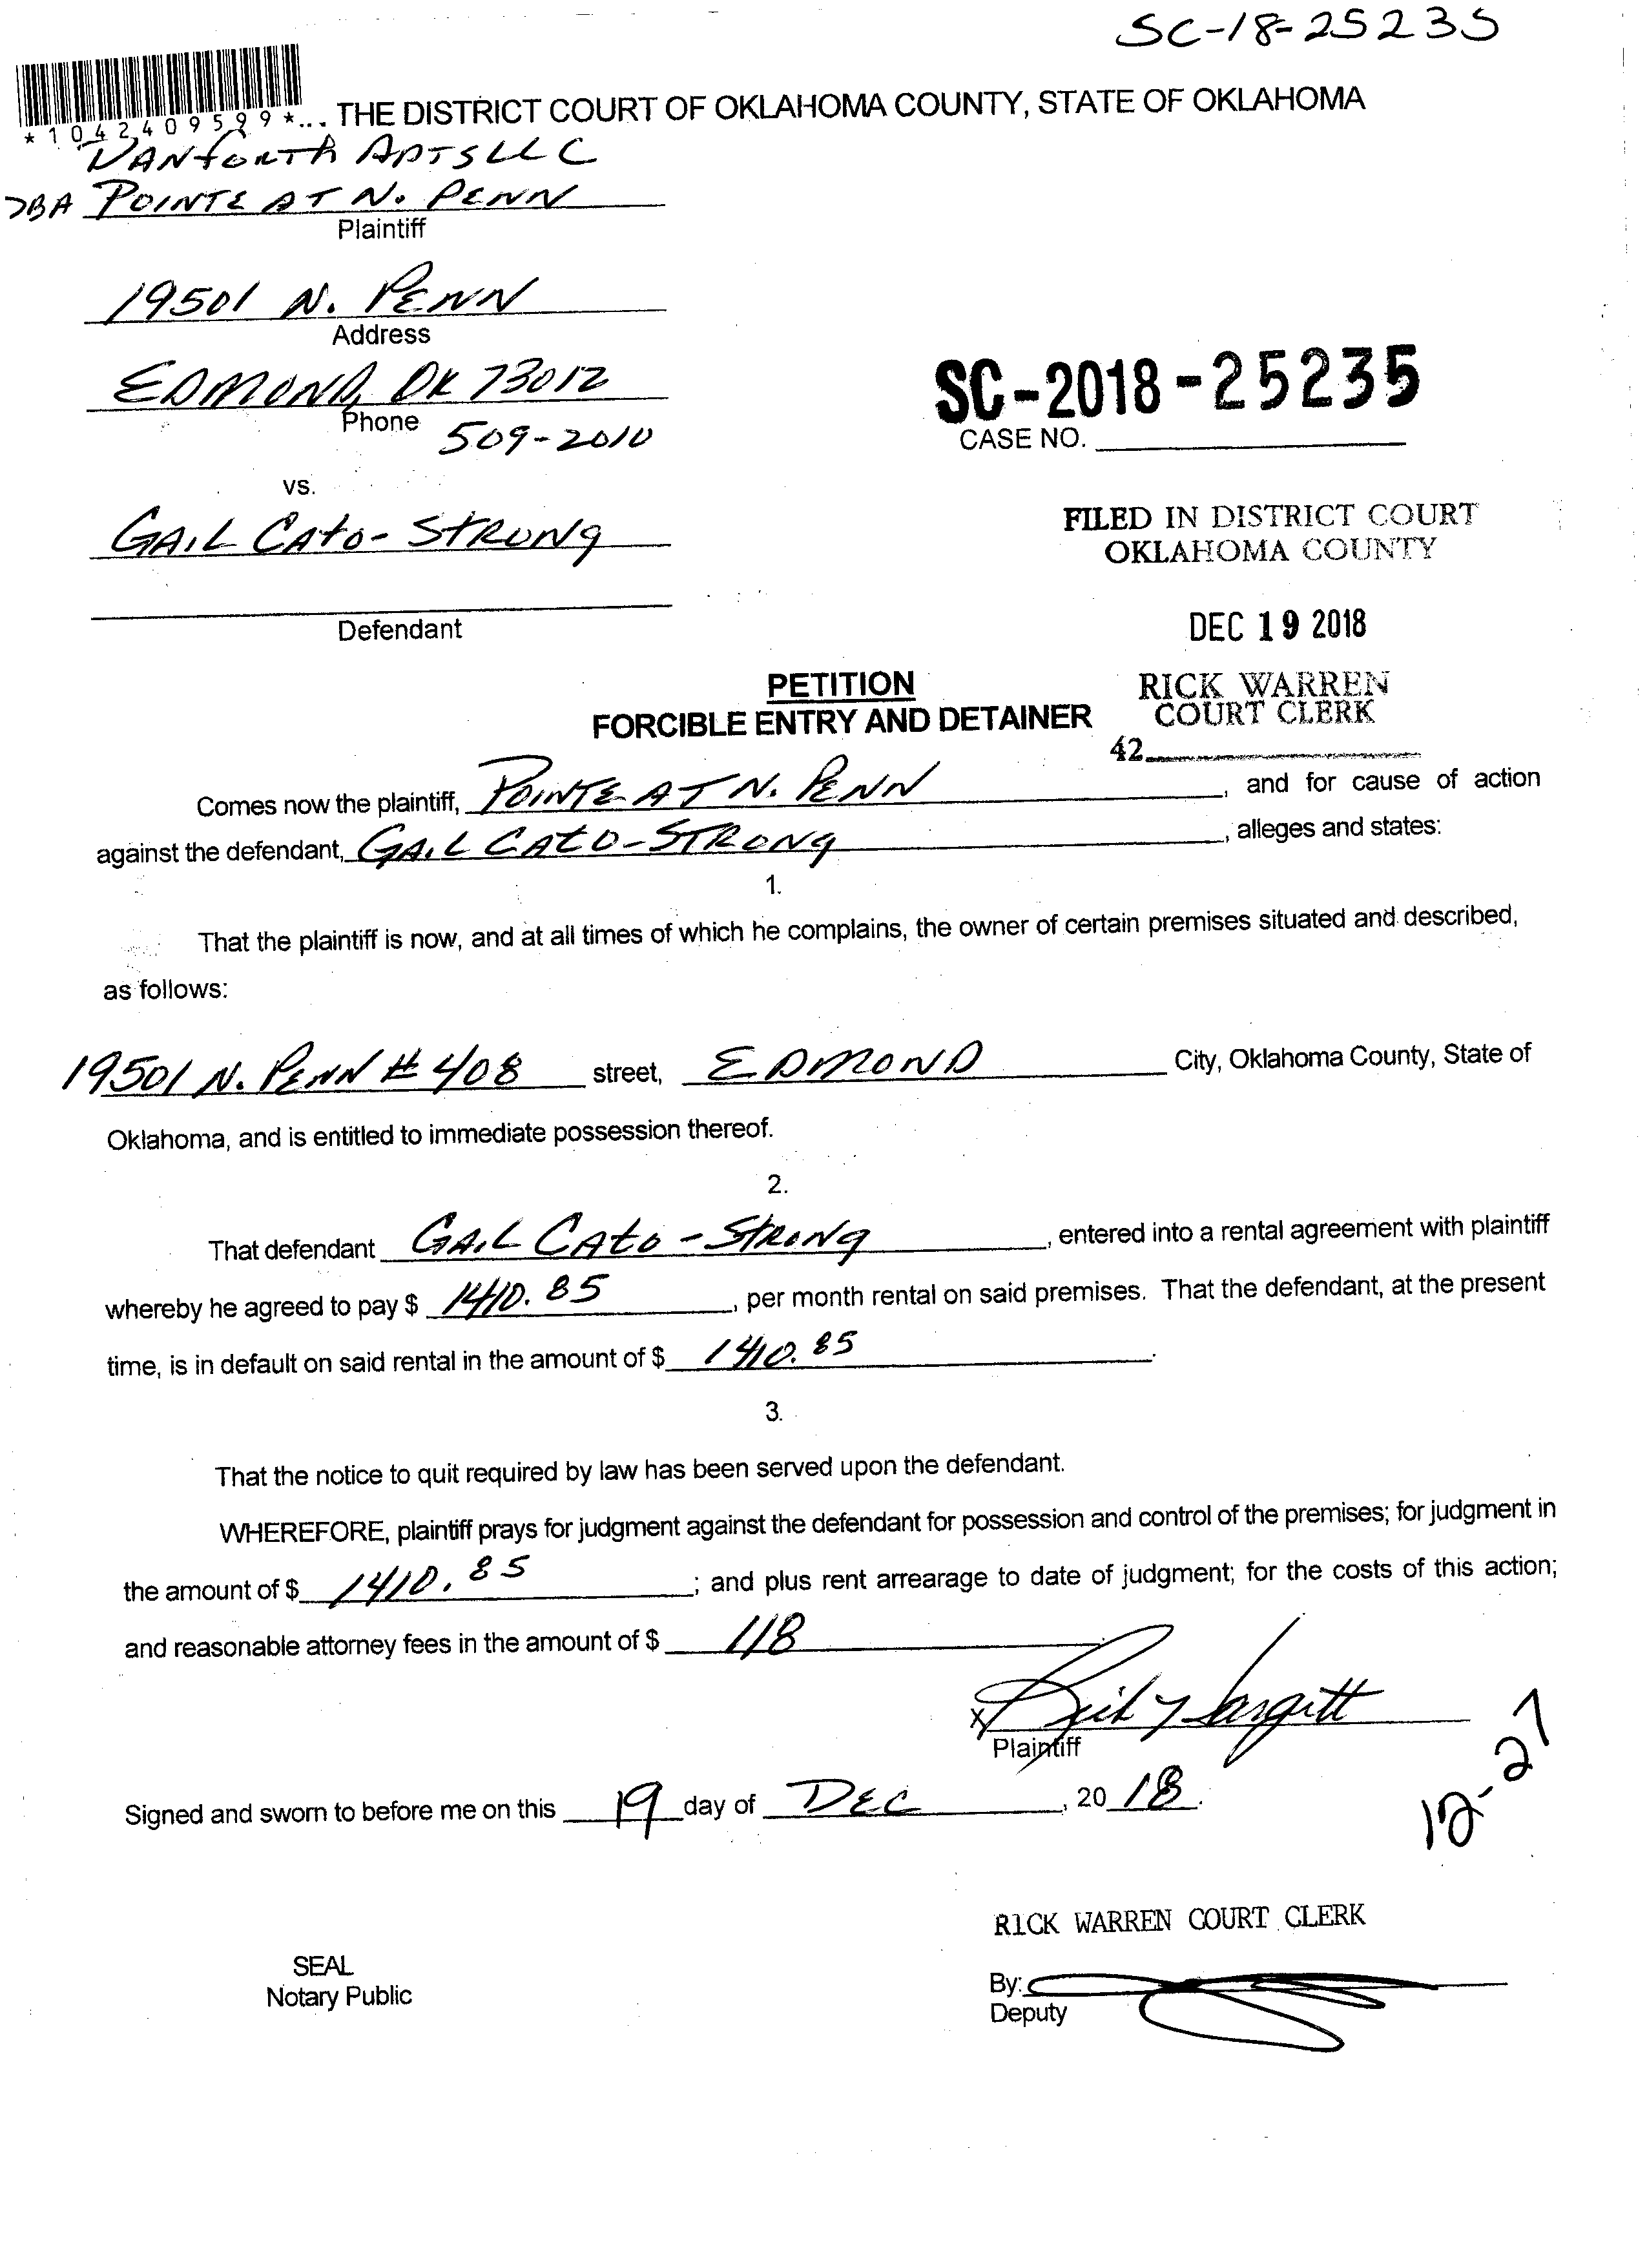 SC-18-25235
*1042409599*... THE DISTRICT COURT OF OKLAHOMA COUNTY, STATE OF OKLAHOMA
APTS LLC
DBA POINTE AT N. PENN
Plaintiff
19501 N. PENN
Address
EDMOND, OK 73012
Phone 509-2010
SC-2018-25235
CASE NO.
vs.
GAIL CATO-STRONG
Defendant
FILED IN DISTRICT COURT
OKLAHOMA COUNTY
DEC 19 2018
RICK WARREN
COURT CLERK
42
PETITION
FORCIBLE ENTRY AND DETAINER
Comes now the plaintiff, POINTE AT N. PENN, and for cause of action
against the defendant, GAIL CATO-STRONG, alleges and states:
1.
That the plaintiff is now, and at all times of which he complains, the owner of certain premises situated and described,
as follows:
19501 N. PENN # 408 street, EDMOND City, Oklahoma County, State of
Oklahoma, and is entitled to immediate possession thereof.
2.
That defendant GAIL CATO-STRONG, entered into a rental agreement with plaintiff
whereby he agreed to pay $ 1410.85, per month rental on said premises. That the defendant, at the present
time, is in default on said rental in the amount of $ 1410.85.
3.
That the notice to quit required by law has been served upon the defendant.
WHEREFORE, plaintiff prays for judgment against the defendant for possession and control of the premises; for judgment in
the amount of $ 1410.85; and plus rent arrearage to date of judgment; for the costs of this action;
and reasonable attorney fees in the amount of $ 118
X
Plaintiff
Signed and sworn to before me on this 19 day of DEC, 20 18.
12-27
RICK WARREN COURT CLERK
SEAL
Notary Public
By:
Deputy